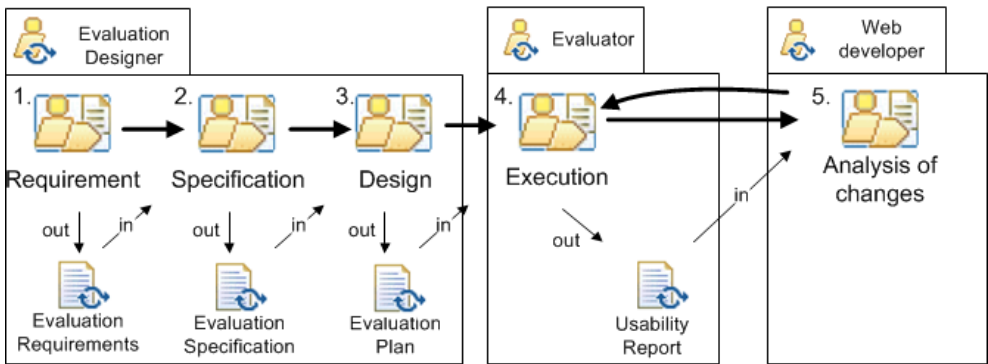 Evaluation
Designer
Evaluator
Web
developer
1.
2.
3.
4.
5.
Requirement
Specification
Design
Execution
Analysis of
changes
out
in
out
in
out
in
out
in
Evaluation
Requirements
Evaluation
Specification
Evaluation
Plan
Usability
Report